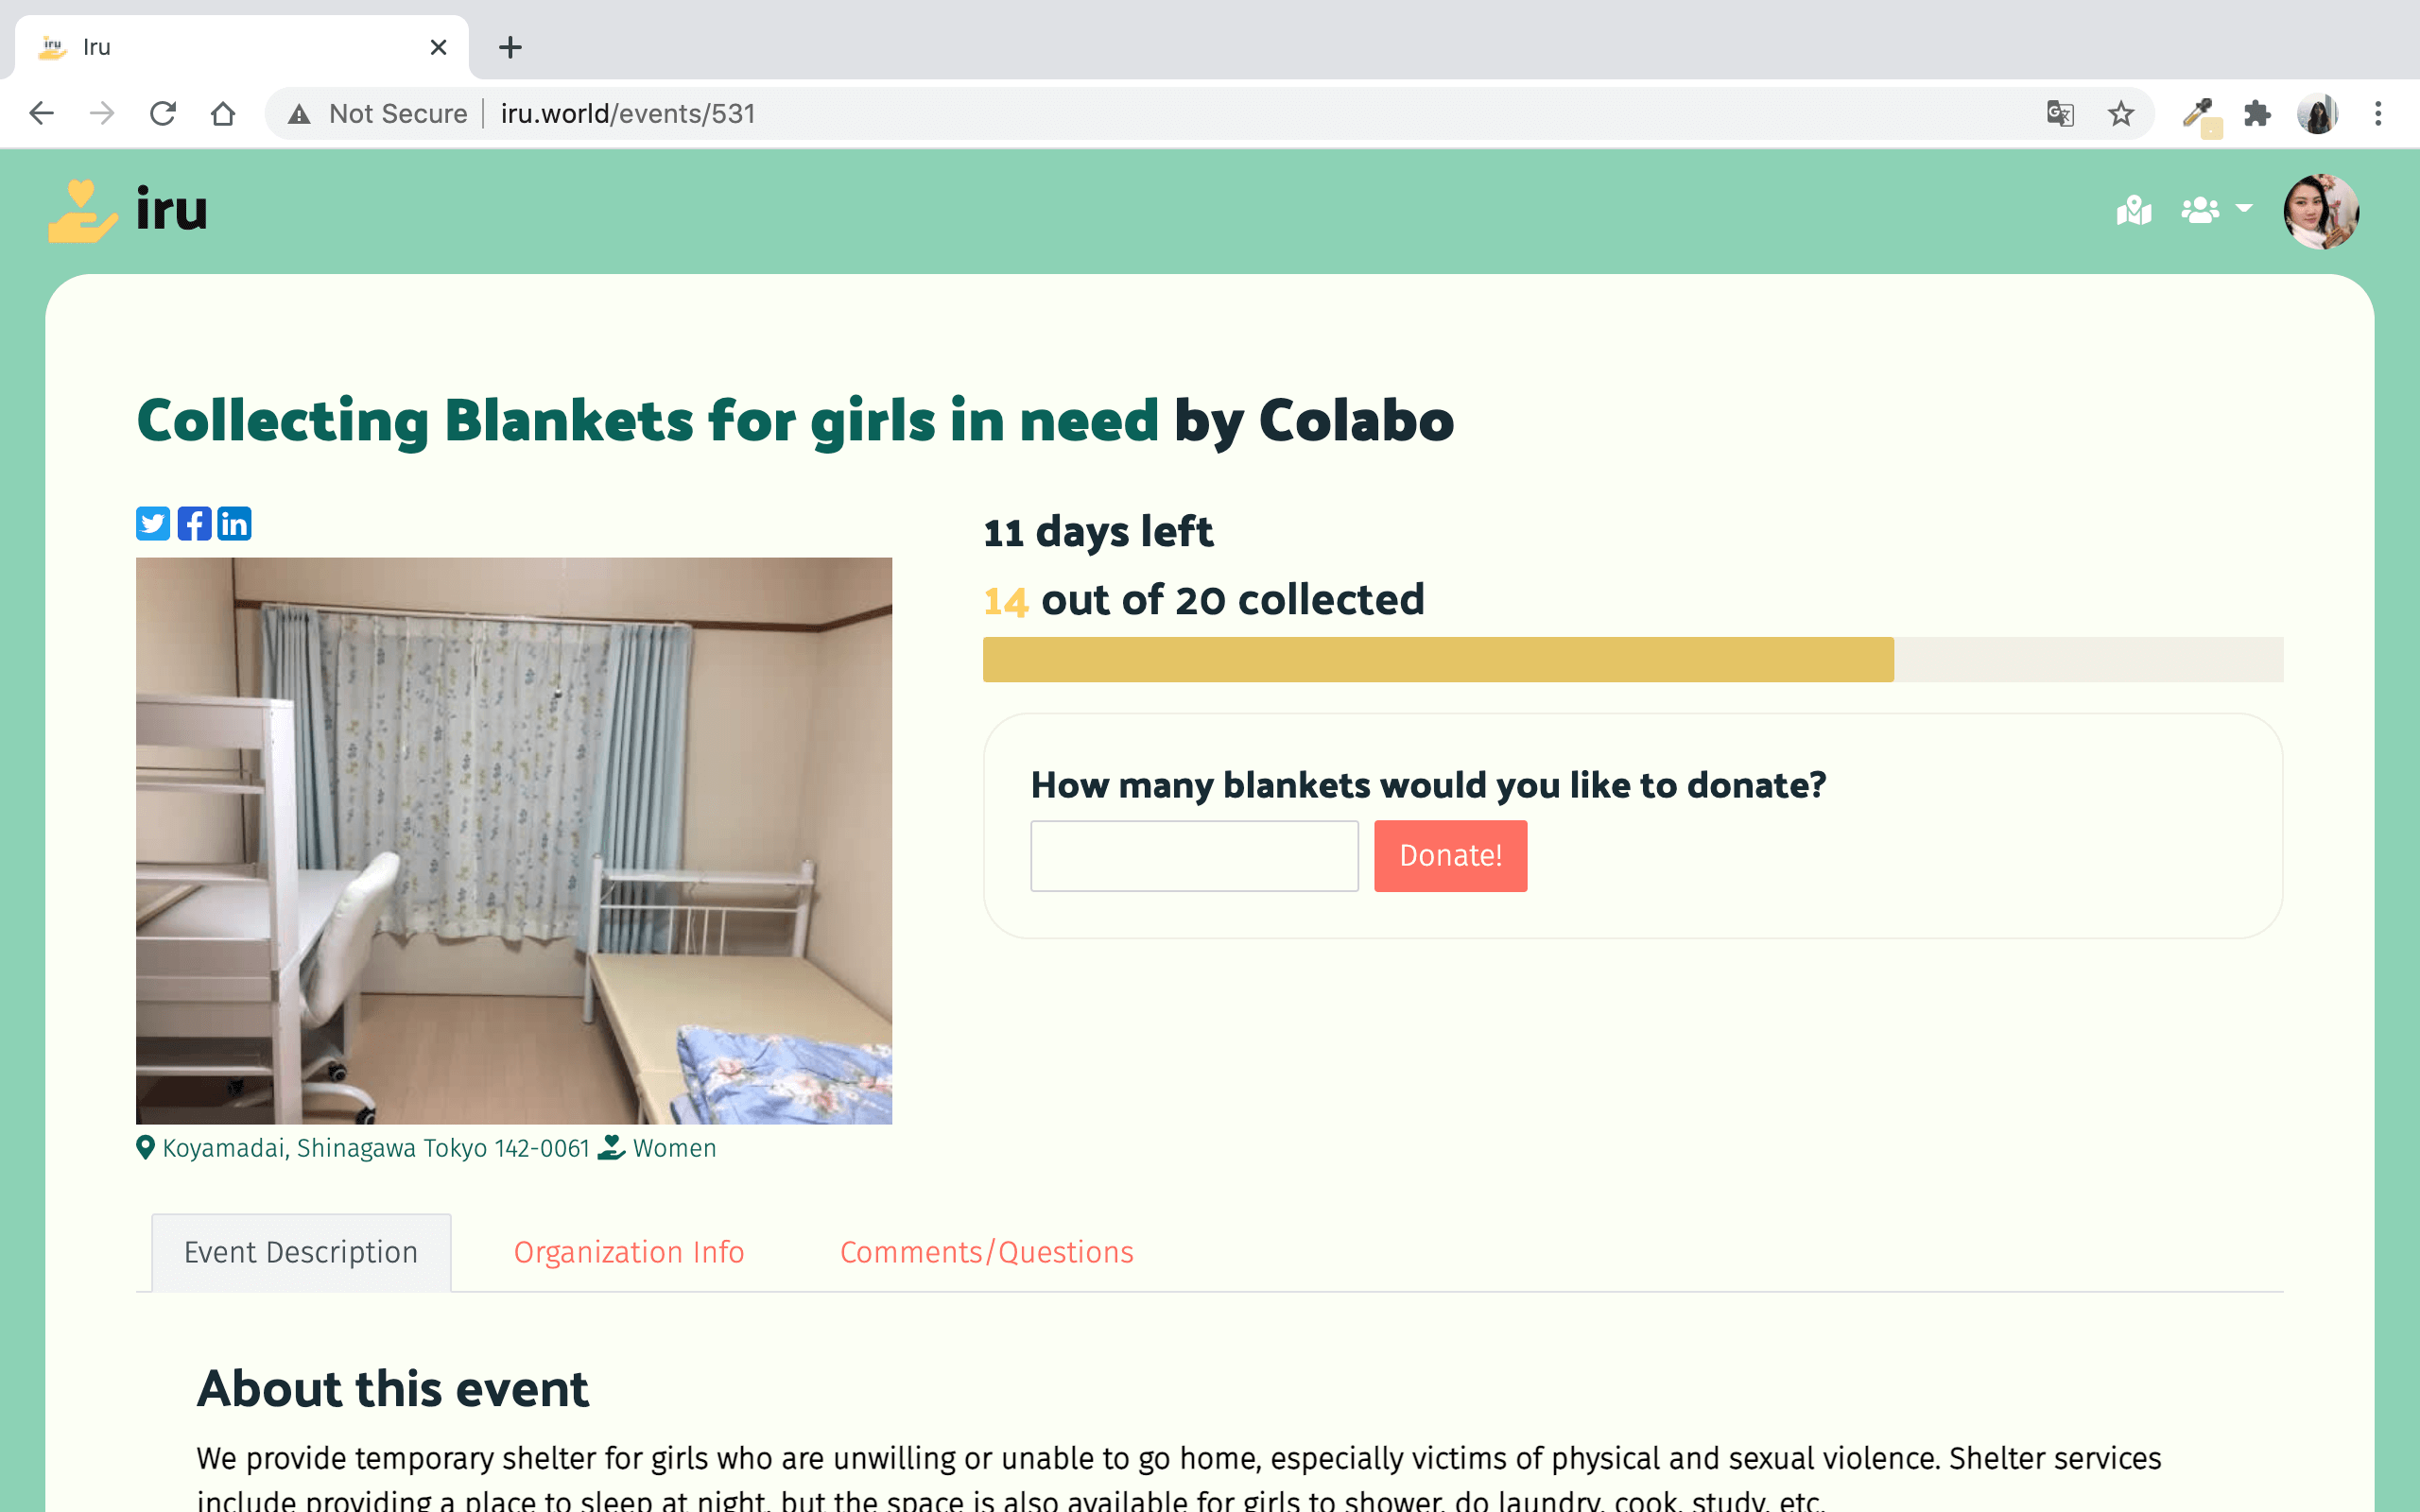 iru
Iru
Not Secure
iru.world/events/531
iru
Collecting Blankets for girls in need by Colabo
11 days left
14 out of 20 collected
How many blankets would you like to donate?
Donate!
Koyamadai, Shinagawa Tokyo 142-0061 Women
Event Description
Organization Info
Comments/Questions
About this event
We provide temporary shelter for girls who are unwilling or unable to go home, especially victims of physical and sexual violence. Shelter services
include providing a place to sleep at night, but the space is also available for girls to shower, do laundry, cook, study, etc.